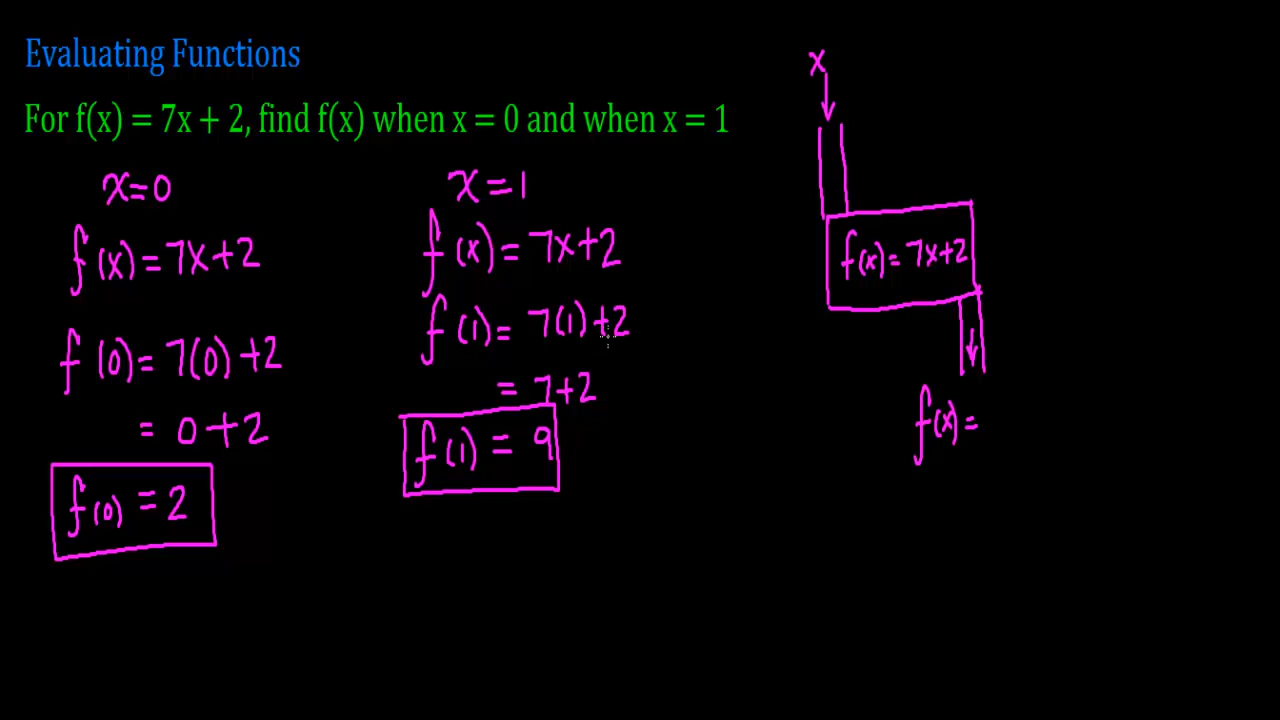 Evaluating Functions
For f(x) = 7x + 2, find f(x) when x = 0 and when x = 1
x=0
f(x)=7x+2
f(0)=7(0)+2
= 0+2
f(0) = 2
x=1
f(x)=7x+2
f(1)= 7(1)+2
= 7+2
f(1) = 9
x
f(x)= 7x+2
f(x)=